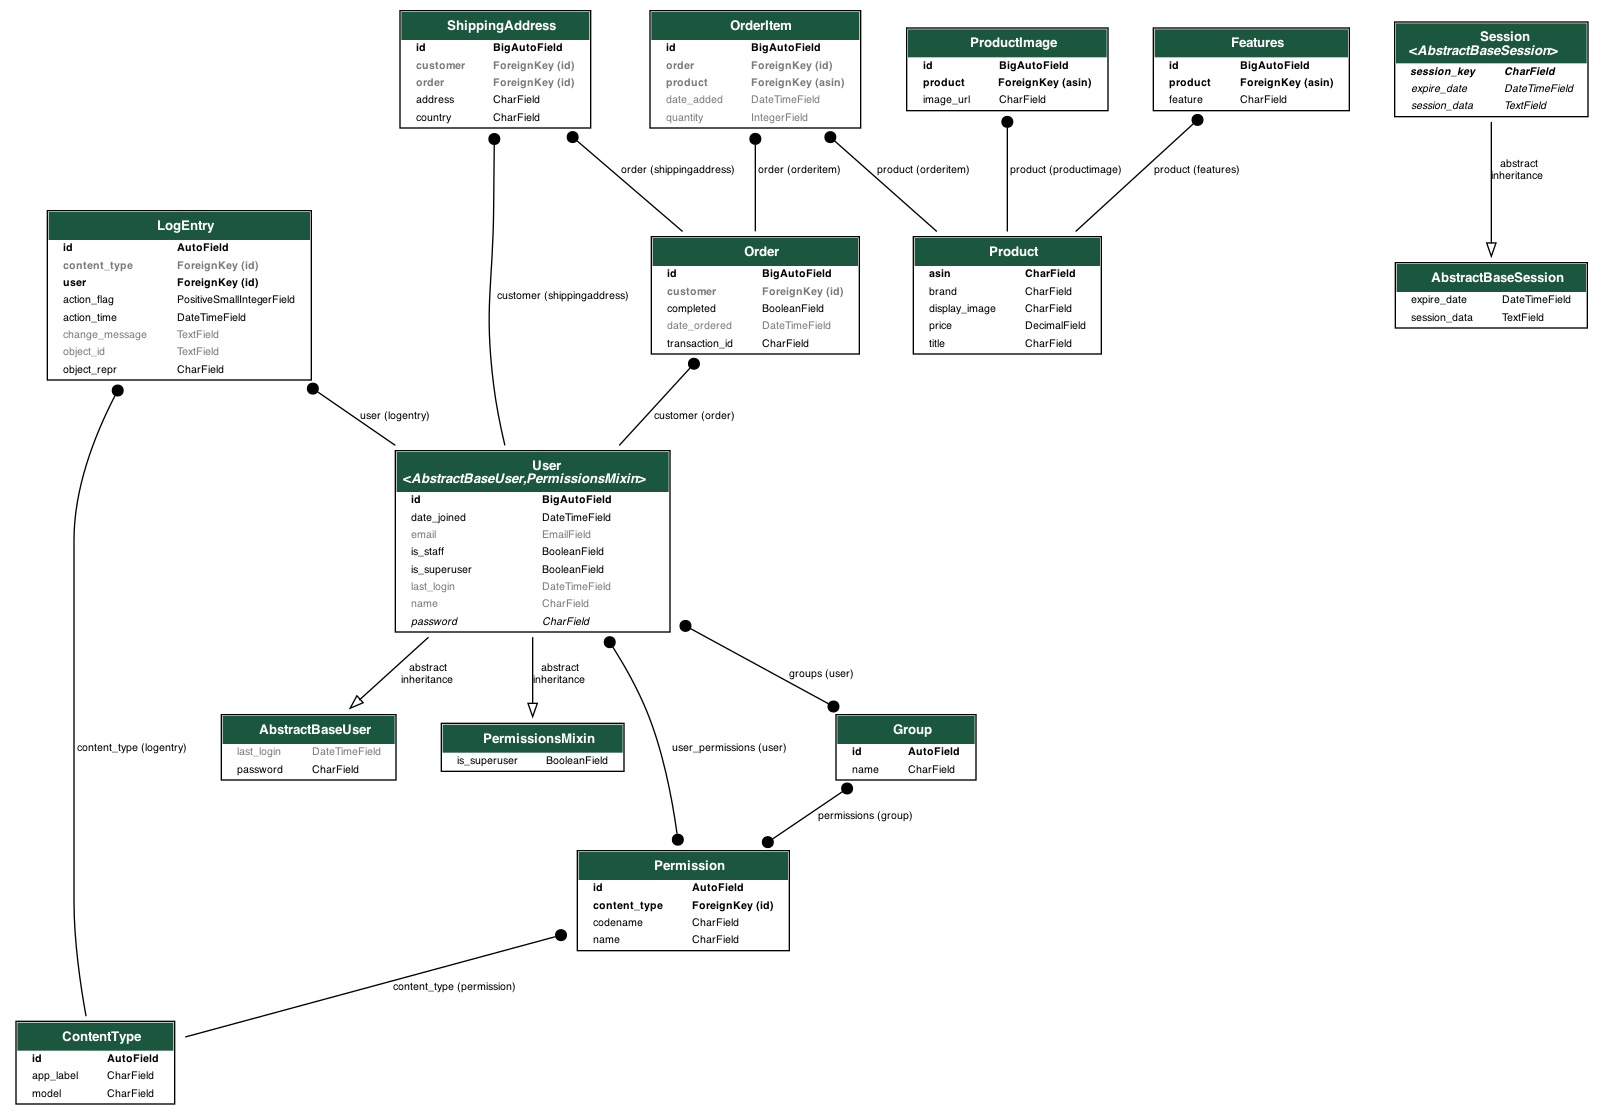 ShippingAddress
id BigAutoField
customer ForeignKey (id)
order ForeignKey (id)
address CharField
country CharField
OrderItem
id BigAutoField
order ForeignKey (id)
product ForeignKey (asin)
date_added DateTimeField
quantity IntegerField
ProductImage
id BigAutoField
product ForeignKey (asin)
image_url CharField
Features
id BigAutoField
product ForeignKey (asin)
feature CharField
Session
<AbstractBaseSession>
session_key CharField
expire_date DateTimeField
session_data TextField
order (shippingaddress)
order (orderitem)
product (orderitem)
product (productimage)
product (features)
abstract
inheritance
LogEntry
id AutoField
content_type ForeignKey (id)
user ForeignKey (id)
action_flag PositiveSmallIntegerField
action_time DateTimeField
change_message TextField
object_id TextField
object_repr CharField
customer (shippingaddress)
Order
id BigAutoField
customer ForeignKey (id)
completed BooleanField
date_ordered DateTimeField
transaction_id CharField
Product
asin CharField
brand CharField
display_image CharField
price DecimalField
title CharField
AbstractBaseSession
expire_date DateTimeField
session_data TextField
user (logentry)
customer (order)
User
<AbstractBaseUser,PermissionsMixin>
id BigAutoField
date_joined DateTimeField
email EmailField
is_staff BooleanField
is_superuser BooleanField
last_login DateTimeField
name CharField
password CharField
abstract
inheritance
abstract
inheritance
groups (user)
content_type (logentry)
AbstractBaseUser
last_login DateTimeField
password CharField
PermissionsMixin
is_superuser BooleanField
user_permissions (user)
Group
id AutoField
name CharField
permissions (group)
Permission
id AutoField
content_type ForeignKey (id)
codename CharField
name CharField
content_type (permission)
ContentType
id AutoField
app_label CharField
model CharField